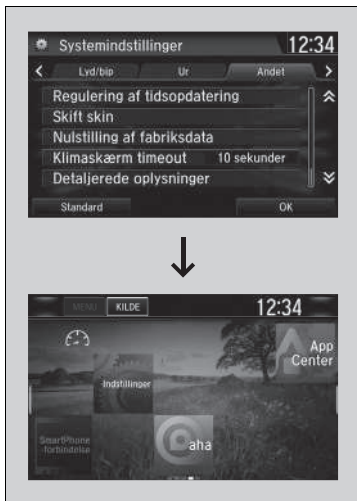 Systemindstillinger 12:34
Lyd/bip Ur Andet
Regulering af tidsopdatering
Skift skin
Nulstilling af fabriksdata
Klimaskærm timeout 10 sekunder
Detaljerede oplysninger
Standard OK
MENU KILDE 12:34
App
Center
Indstillinger
SmartPhone
-forbindelse
aha